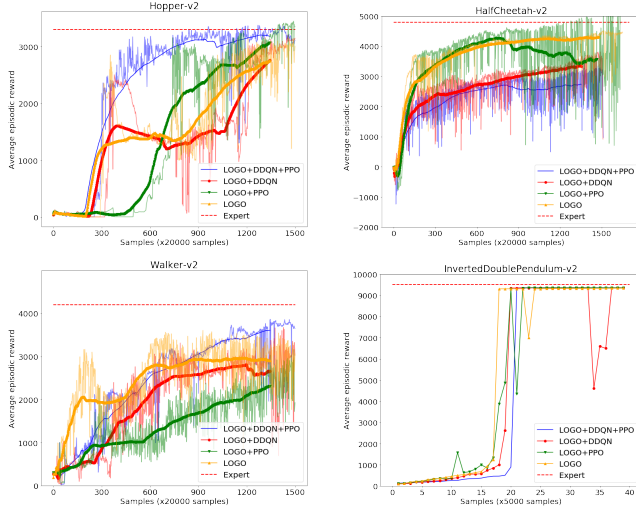 Hopper-v2
Average episodic reward
3000
2000
1000
0
0 300 600 900 1200 1500
Samples (x20000 samples)
LOGO+DDQN+PPO
LOGO+DDQN
LOGO+PPO
LOGO
Expert
HalfCheetah-v2
Average episodic reward
5000
4000
3000
2000
1000
0
−1000
−2000
0 300 600 900 1200 1500
Samples (x20000 samples)
LOGO+DDQN+PPO
LOGO+DDQN
LOGO+PPO
LOGO
Expert
Walker-v2
Average episodic reward
4000
3000
2000
1000
0
0 300 600 900 1200 1500
Samples (x20000 samples)
LOGO+DDQN+PPO
LOGO+DDQN
LOGO+PPO
LOGO
Expert
InvertedDoublePendulum-v2
Average episodic reward
10000
9000
8000
7000
6000
5000
4000
3000
2000
1000
0
0 5 10 15 20 25 30 35 40
Samples (x5000 samples)
LOGO+DDQN+PPO
LOGO+DDQN
LOGO+PPO
LOGO
Expert